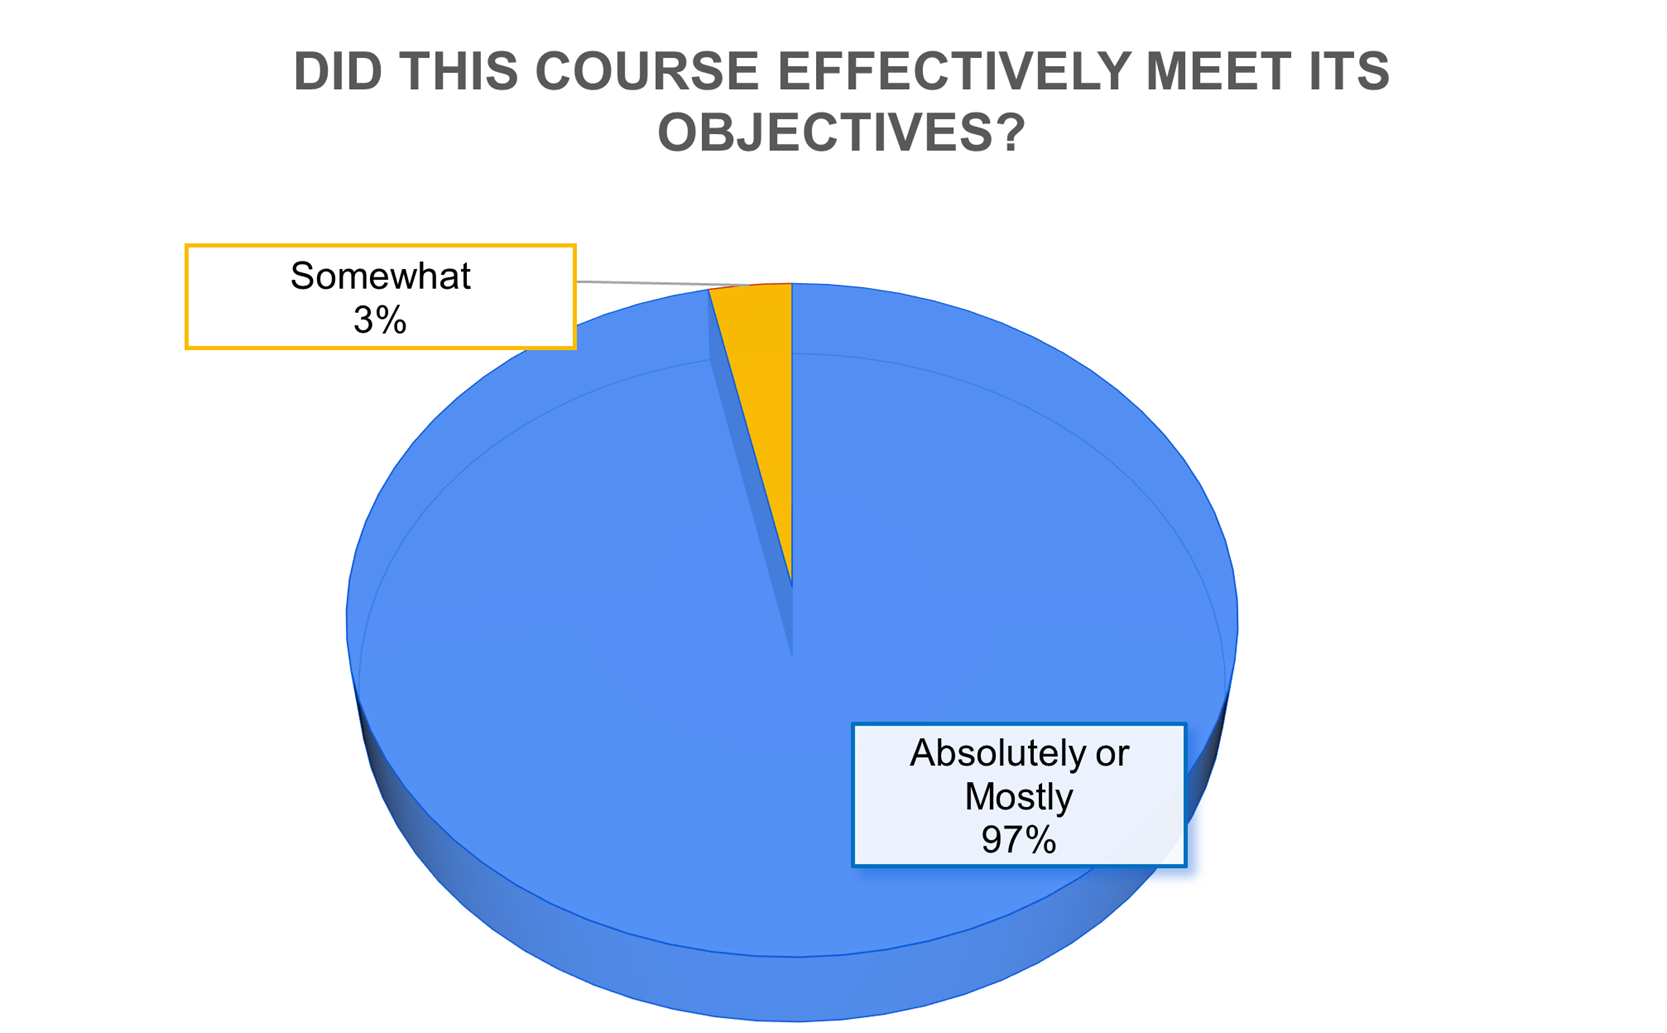 DID THIS COURSE EFFECTIVELY MEET ITS
OBJECTIVES?
Somewhat
3%
Absolutely or
Mostly
97%